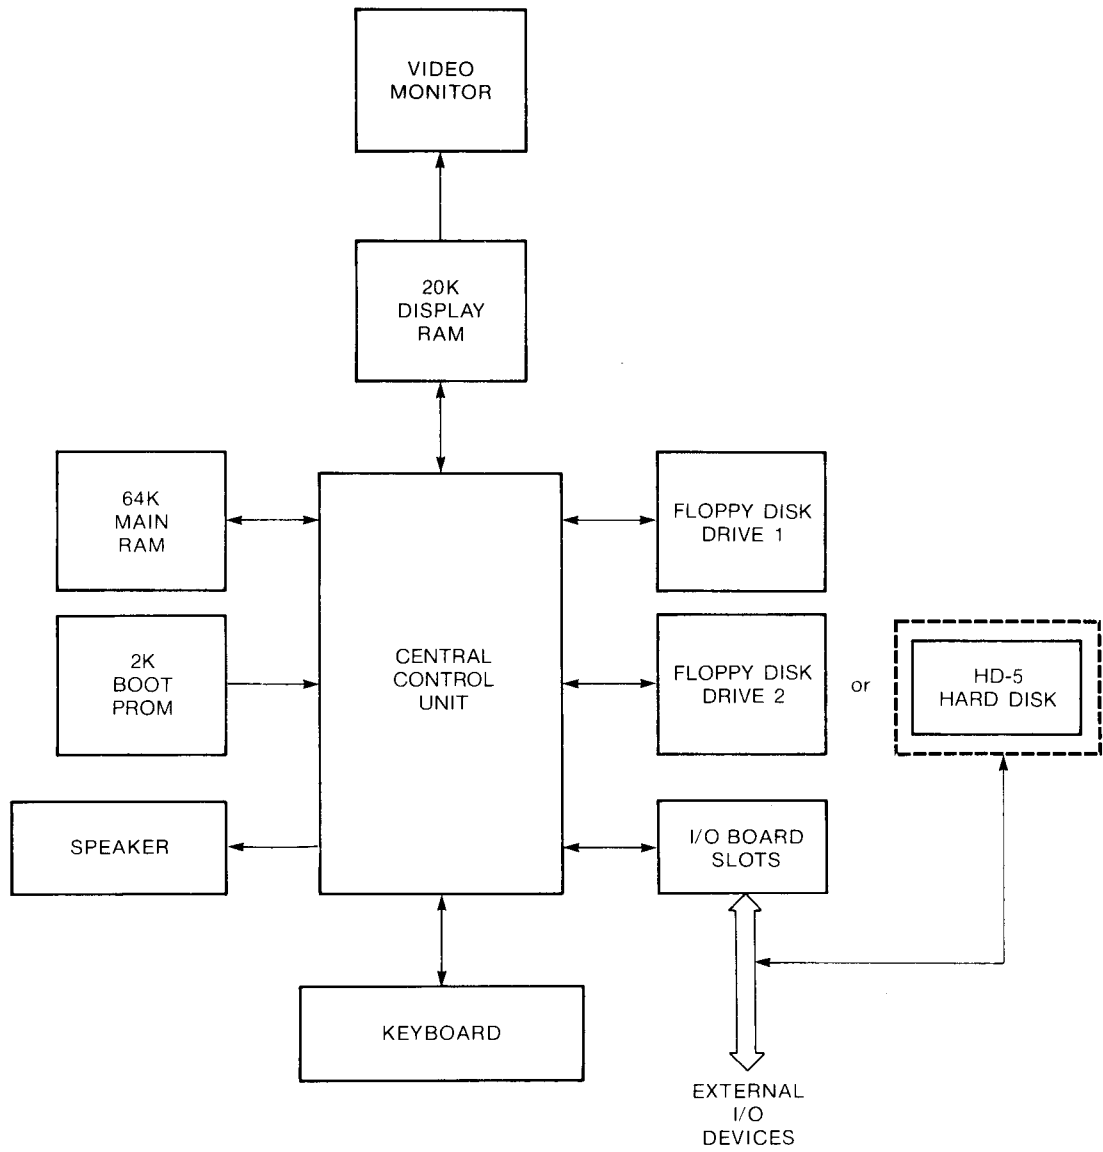 VIDEO
MONITOR
20K
DISPLAY
RAM
64K
MAIN
RAM
FLOPPY DISK
DRIVE 1
2K
BOOT
PROM
CENTRAL
CONTROL
UNIT
FLOPPY DISK
DRIVE 2
or
HD-5
HARD DISK
SPEAKER
I/O BOARD
SLOTS
KEYBOARD
EXTERNAL
I/O
DEVICES